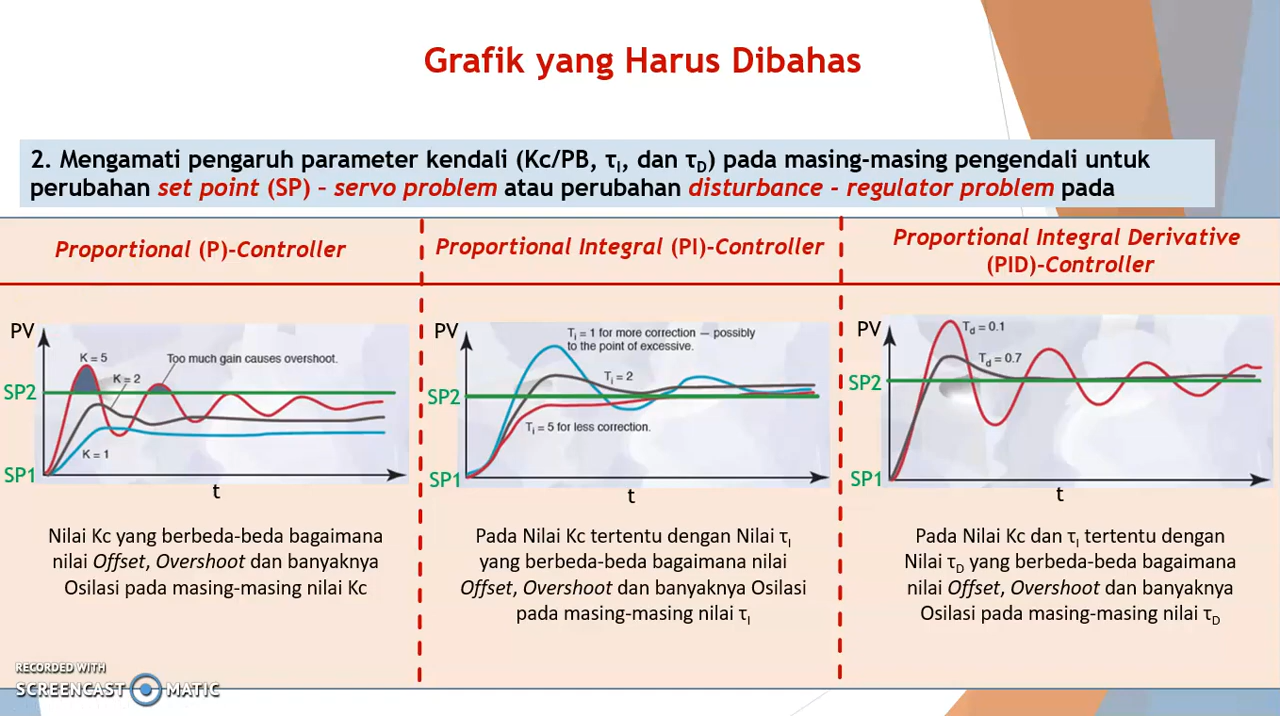 Grafik yang Harus Dibahas
2. Mengamati pengaruh parameter kendali (Kc/PB, τI, dan τD) pada masing-masing pengendali untuk
perubahan set point (SP) – servo problem atau perubahan disturbance - regulator problem pada
Proportional (P)-Controller
PV
K = 5
Too much gain causes overshoot.
K = 2
SP2
K = 1
SP1
t
Nilai Kc yang berbeda-beda bagaimana
nilai Offset, Overshoot dan banyaknya
Osilasi pada masing-masing nilai Kc
Proportional Integral (PI)-Controller
PV
Ti = 1 for more correction — possibly
to the point of excessive.
Ti = 2
SP2
Ti = 5 for less correction.
SP1
t
Pada Nilai Kc tertentu dengan Nilai τI
yang berbeda-beda bagaimana nilai
Offset, Overshoot dan banyaknya Osilasi
pada masing-masing nilai τI
Proportional Integral Derivative
(PID)-Controller
PV
Td = 0.1
Td = 0.7
SP2
SP1
t
Pada Nilai Kc dan τI tertentu dengan
Nilai τD yang berbeda-beda bagaimana
nilai Offset, Overshoot dan banyaknya
Osilasi pada masing-masing nilai τD
RECORDED WITH
SCREENCAST MATIC